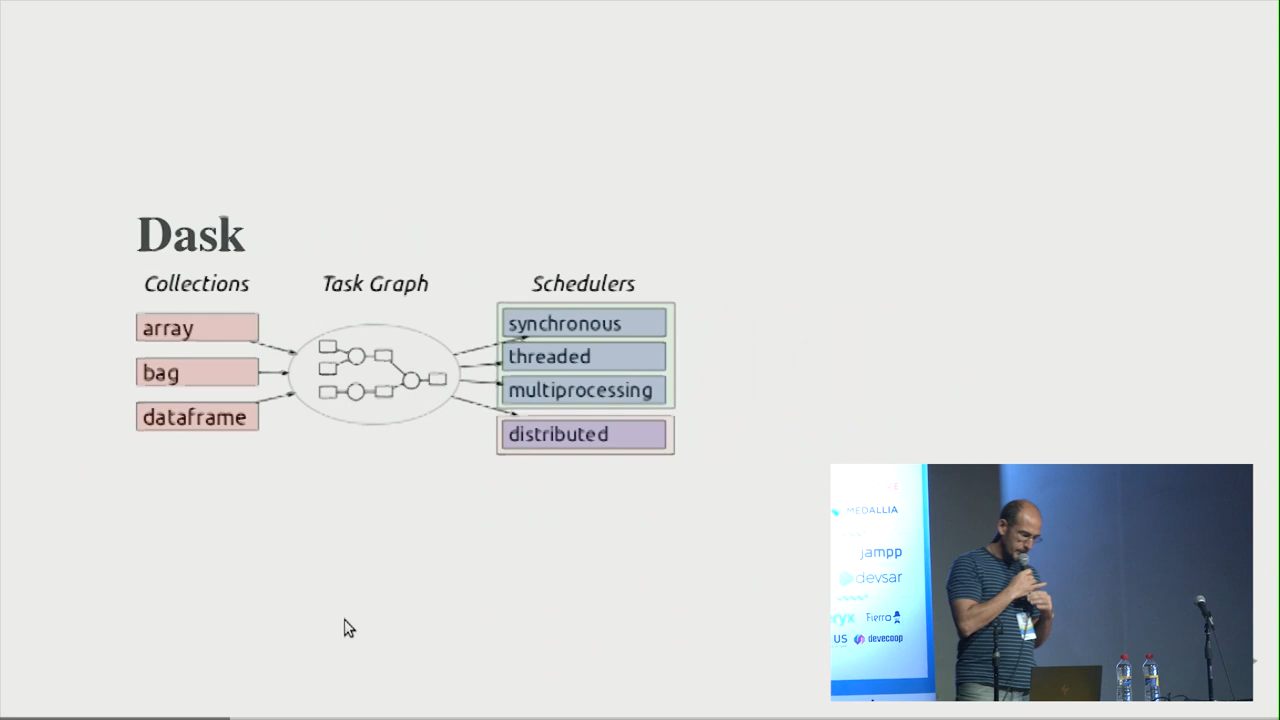 Dask
Collections
Task Graph
Schedulers
array
bag
dataframe
synchronous
threaded
multiprocessing
distributed
MEDALLIA
jampp
devsar
Fierro
US
devecoop